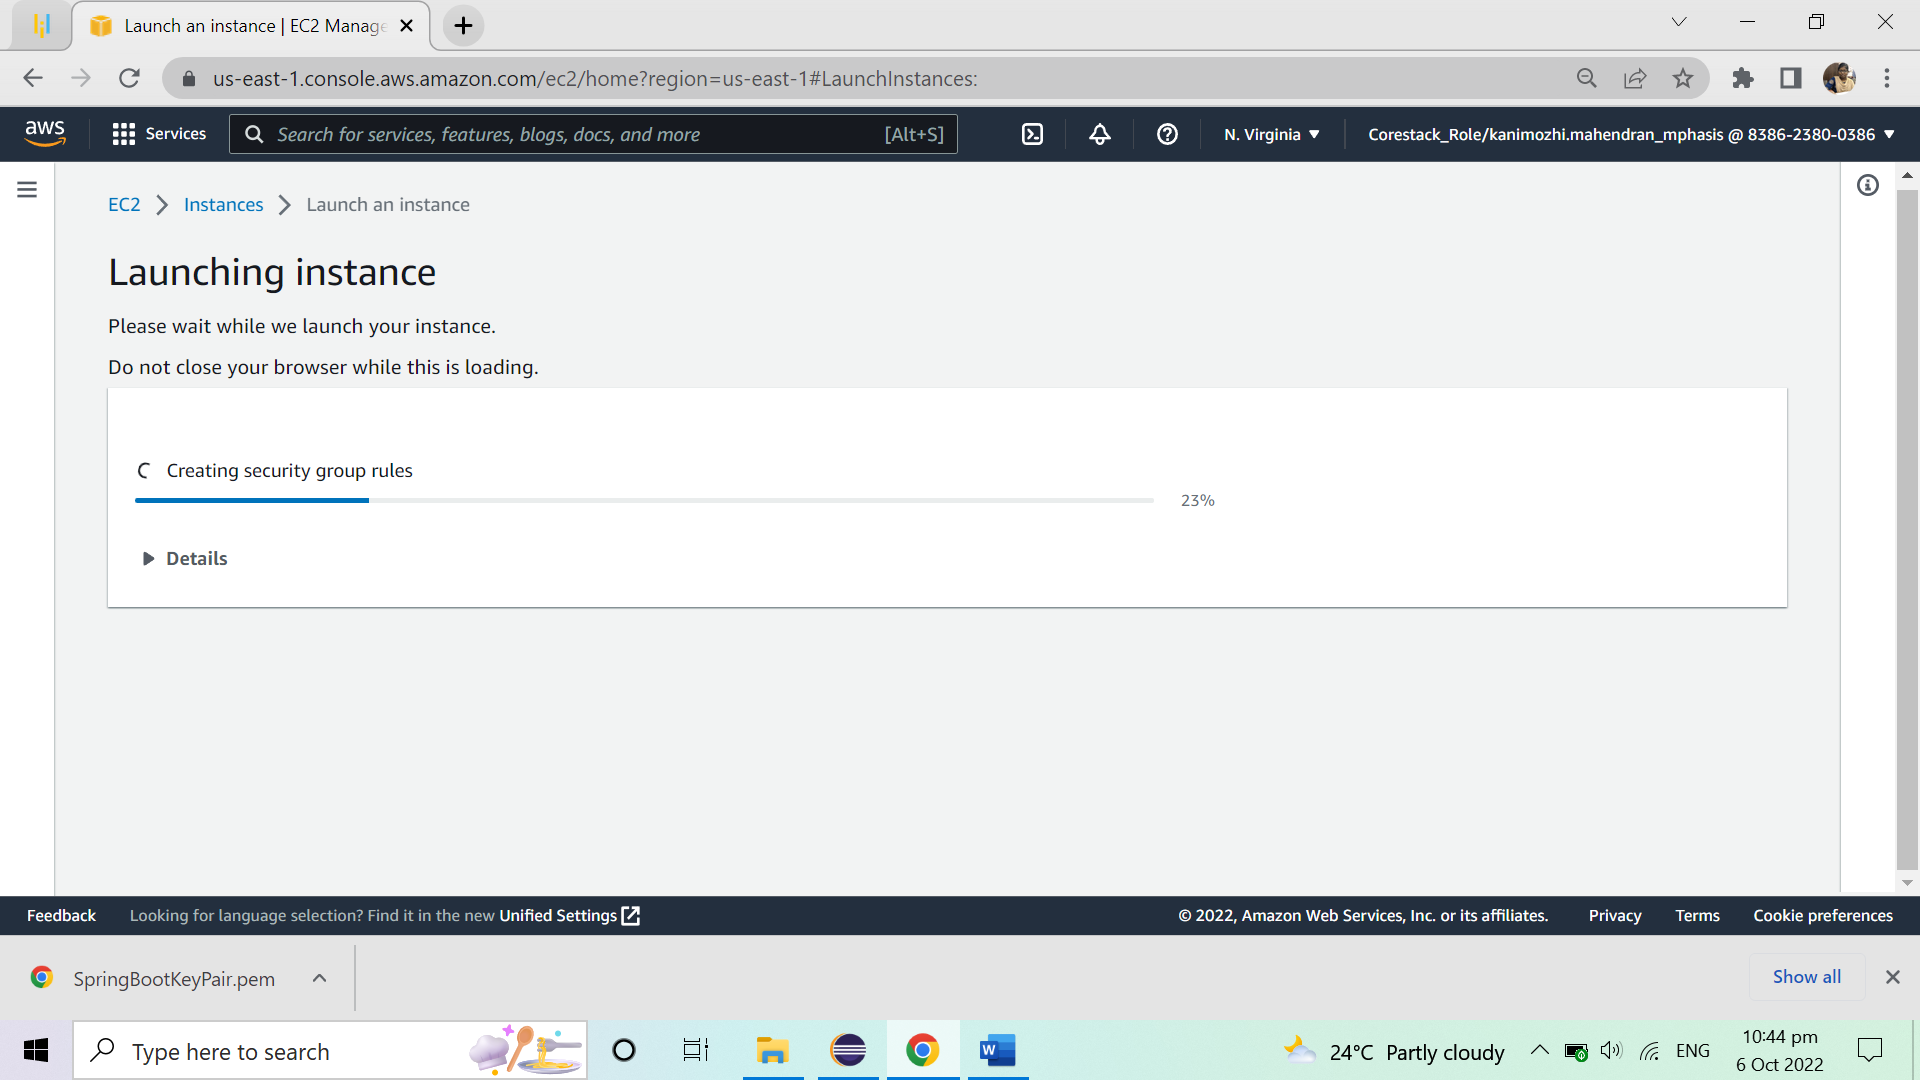 Launch an instance | EC2 Manage
us-east-1.console.aws.amazon.com/ec2/home?region=us-east-1#LaunchInstances:
aws
Services
Search for services, features, blogs, docs, and more
[Alt+S]
N. Virginia
Corestack_Role/kanimozhi.mahendran_mphasis @ 8386-2380-0386
EC2
Instances
Launch an instance
Launching instance
Please wait while we launch your instance.
Do not close your browser while this is loading.
Creating security group rules
23%
Details
Feedback
Looking for language selection? Find it in the new Unified Settings
© 2022, Amazon Web Services, Inc. or its affiliates.
Privacy
Terms
Cookie preferences
SpringBootKeyPair.pem
Show all
Type here to search
W
24°C Partly cloudy
ENG
10:44 pm
6 Oct 2022